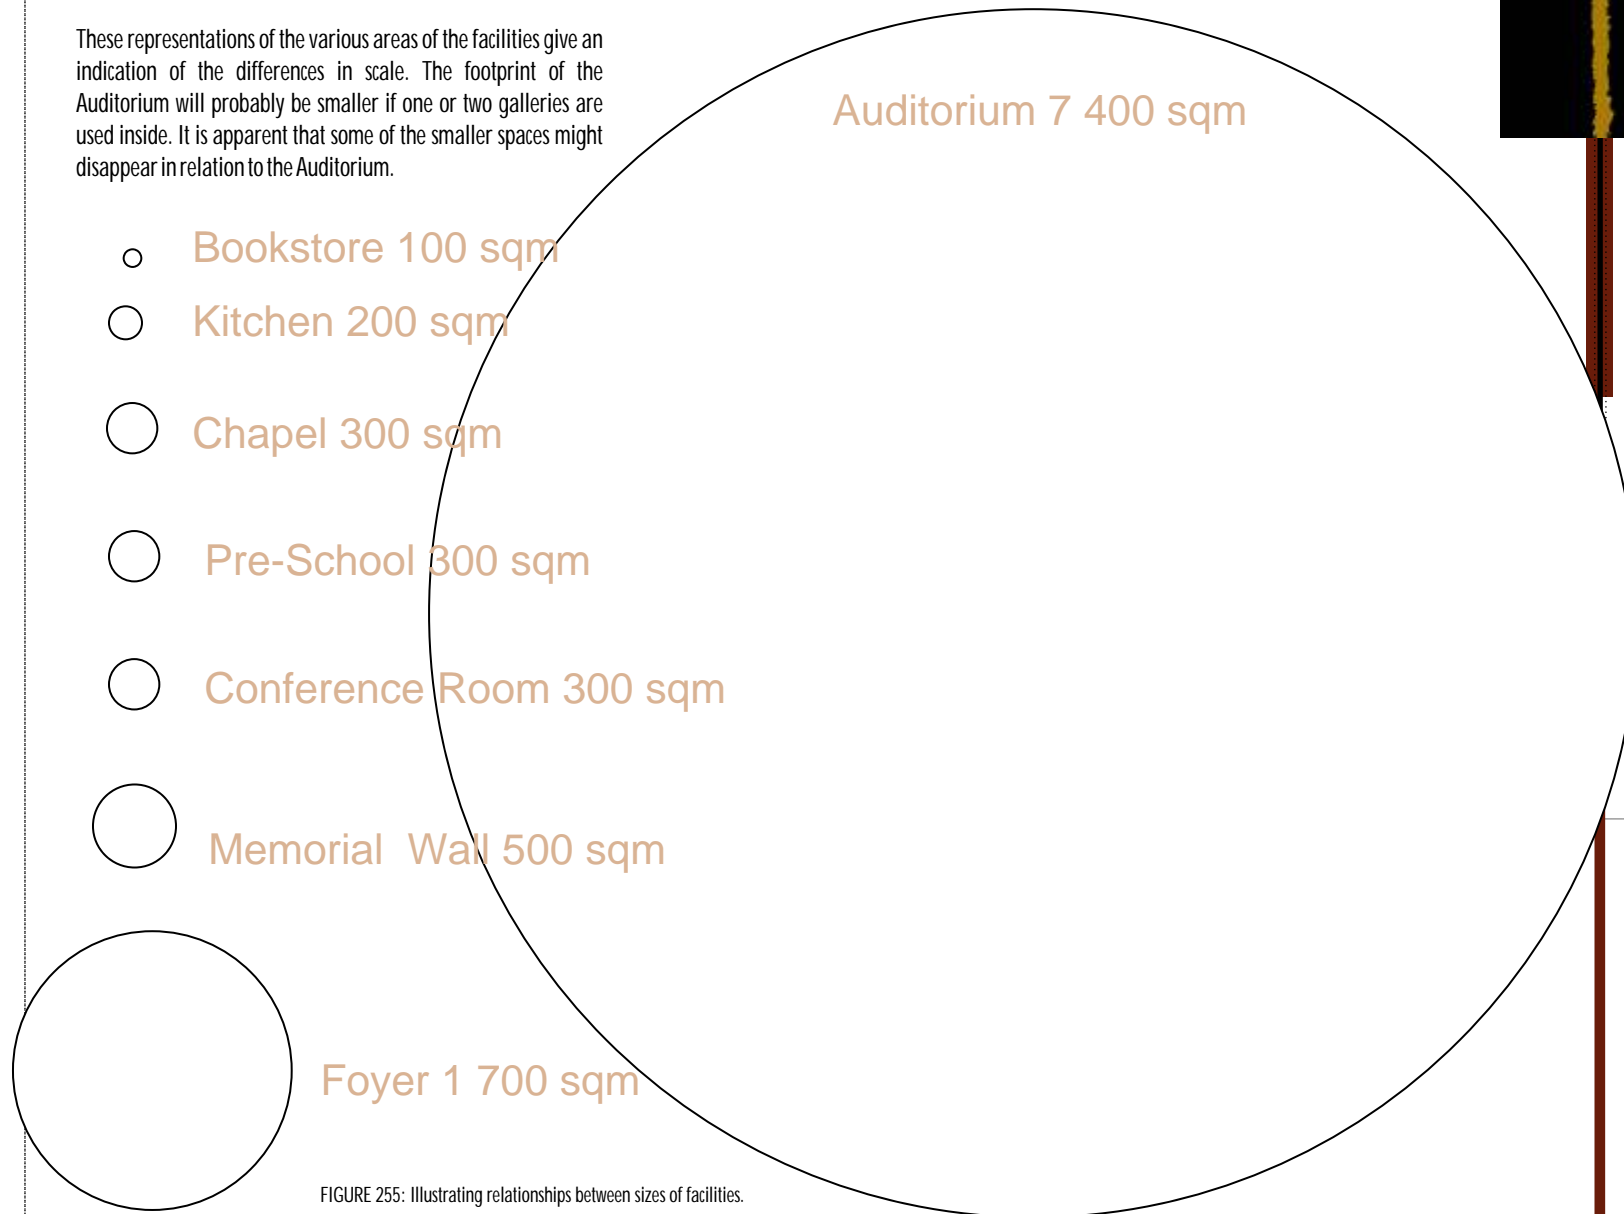 These representations of the various areas of the facilities give an
indication of the differences in scale. The footprint of the
Auditorium will probably be smaller if one or two galleries are
used inside. It is apparent that some of the smaller spaces might
disappear in relation to the Auditorium.
Auditorium 7 400 sqm
Bookstore 100 sqm
Kitchen 200 sqm
Chapel 300 sqm
Pre-School 300 sqm
Conference Room 300 sqm
Memorial  Wall 500 sqm
Foyer 1 700 sqm
FIGURE 255: Illustrating relationships between sizes of facilities.